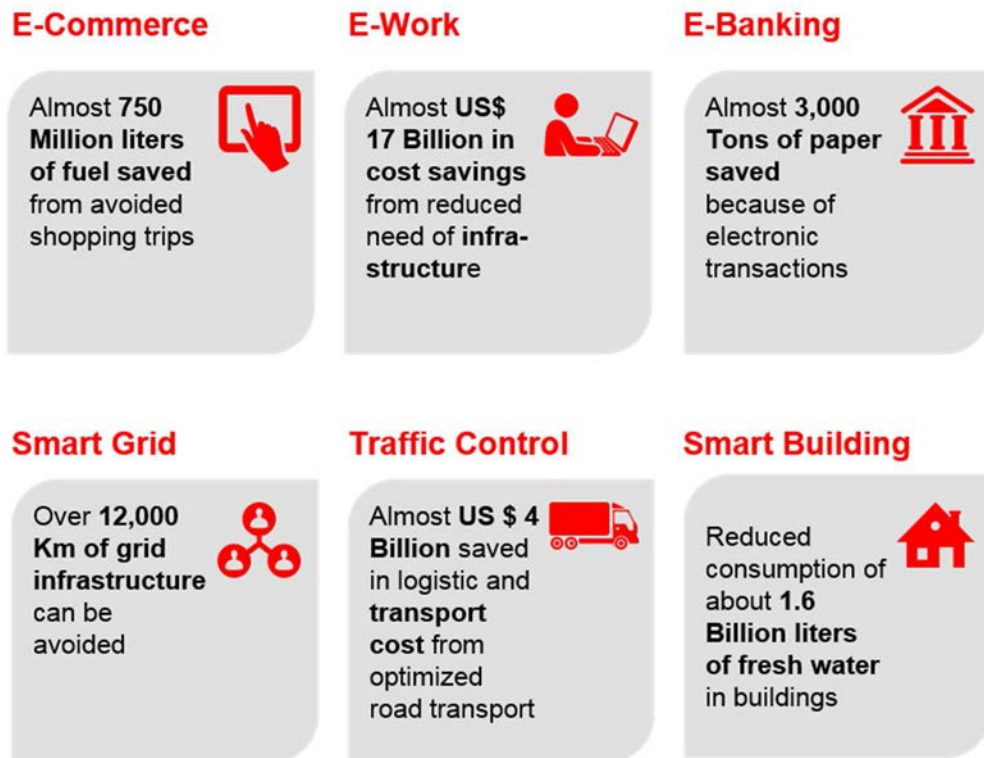 E-Commerce
Almost 750
Million liters
of fuel saved
from avoided
shopping trips
E-Work
Almost US$
17 Billion in
cost savings
from reduced
need of infra-
structure
E-Banking
Almost 3,000
Tons of paper
saved
because of
electronic
transactions
Smart Grid
Over 12,000
Km of grid
infrastructure
can be
avoided
Traffic Control
Almost US $ 4
Billion saved
in logistic and
transport
cost from
optimized
road transport
Smart Building
Reduced
consumption of
about 1.6
Billion liters
of fresh water
in buildings